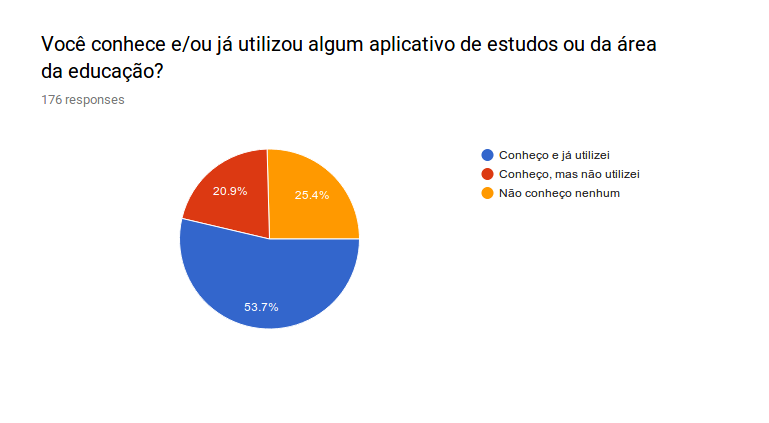 Você conhece e/ou já utilizou algum aplicativo de estudos ou da área
da educação?
176 responses
Conheço e já utilizei
Conheço, mas não utilizei
Não conheço nenhum
20.9%
25.4%
53.7%